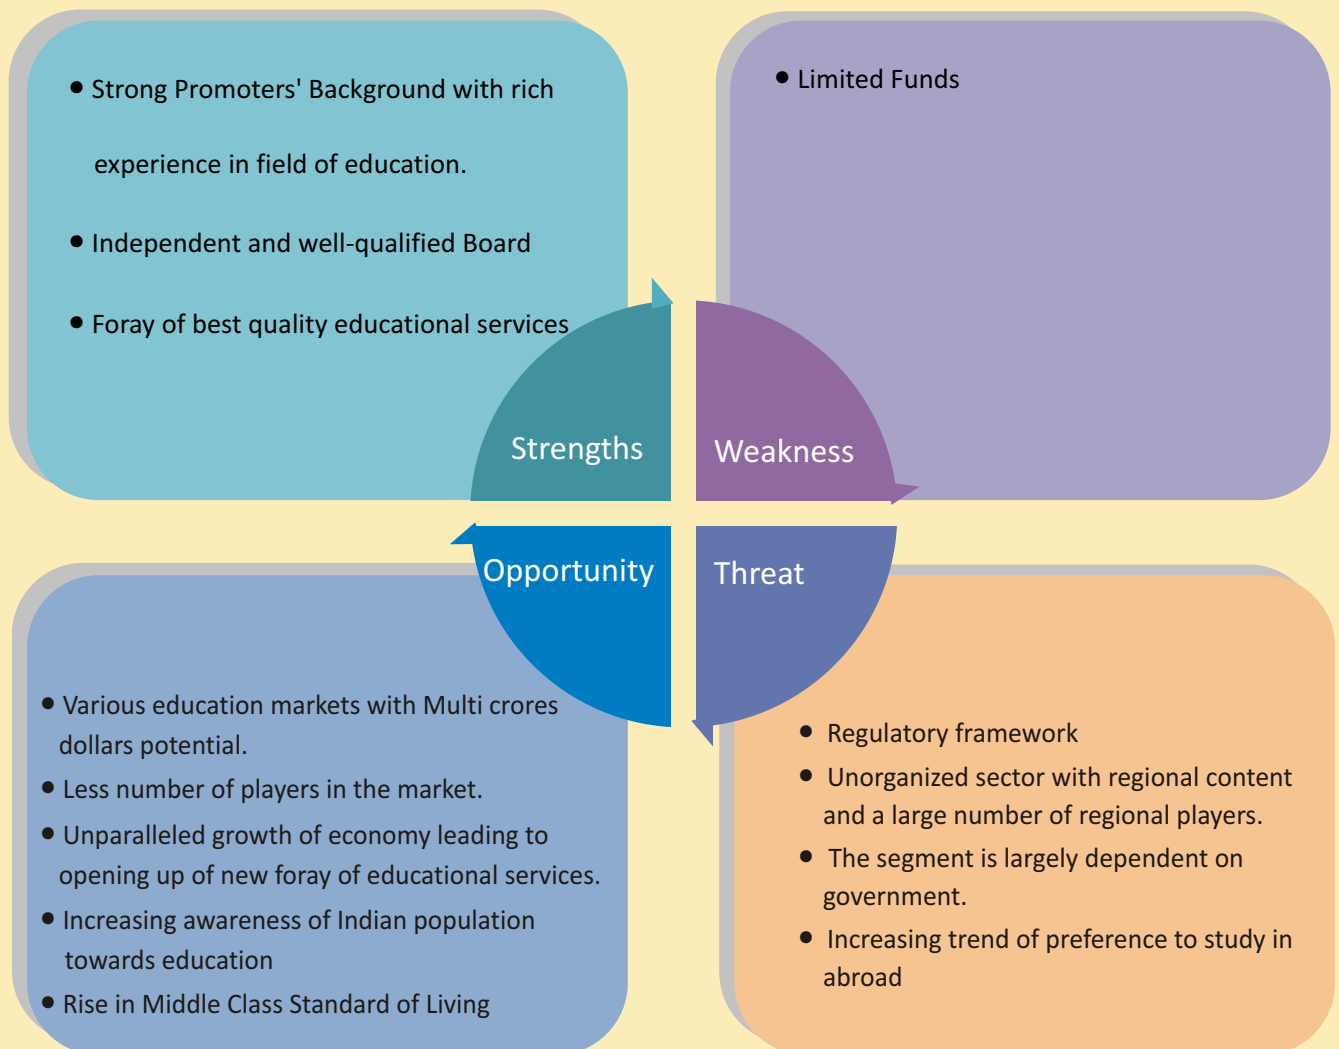 • Strong Promoters' Background with rich
experience in field of education.
• Independent and well-qualified Board
• Foray of best quality educational services
• Limited Funds
Strengths
Weakness
Opportunity
Threat
• Various education markets with Multi crores
dollars potential.
• Less number of players in the market.
• Unparalleled growth of economy leading to
opening up of new foray of educational services.
• Increasing awareness of Indian population
towards education
• Rise in Middle Class Standard of Living
• Regulatory framework
• Unorganized sector with regional content
and a large number of regional players.
• The segment is largely dependent on
government.
• Increasing trend of preference to study in
abroad